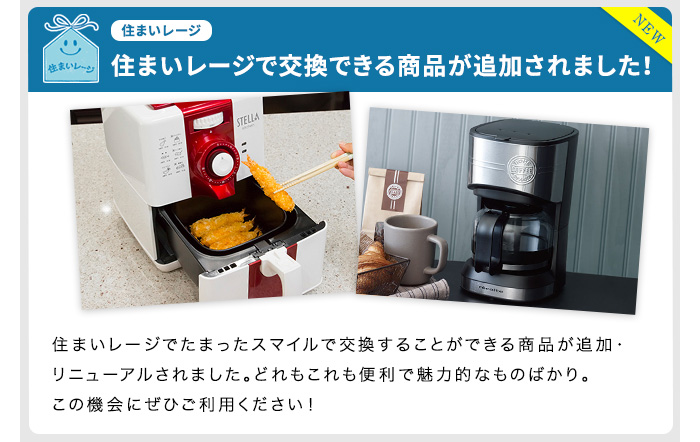 住まいレージ
住まいレージ
NEW
住まいレージで交換できる商品が追加されました!
STELLA
住まいレージでたまったスマイルで交換することができる商品が追加・
リニューアルされました。どれもこれも便利で魅力的なものばかり。
この機会にぜひご利用ください！